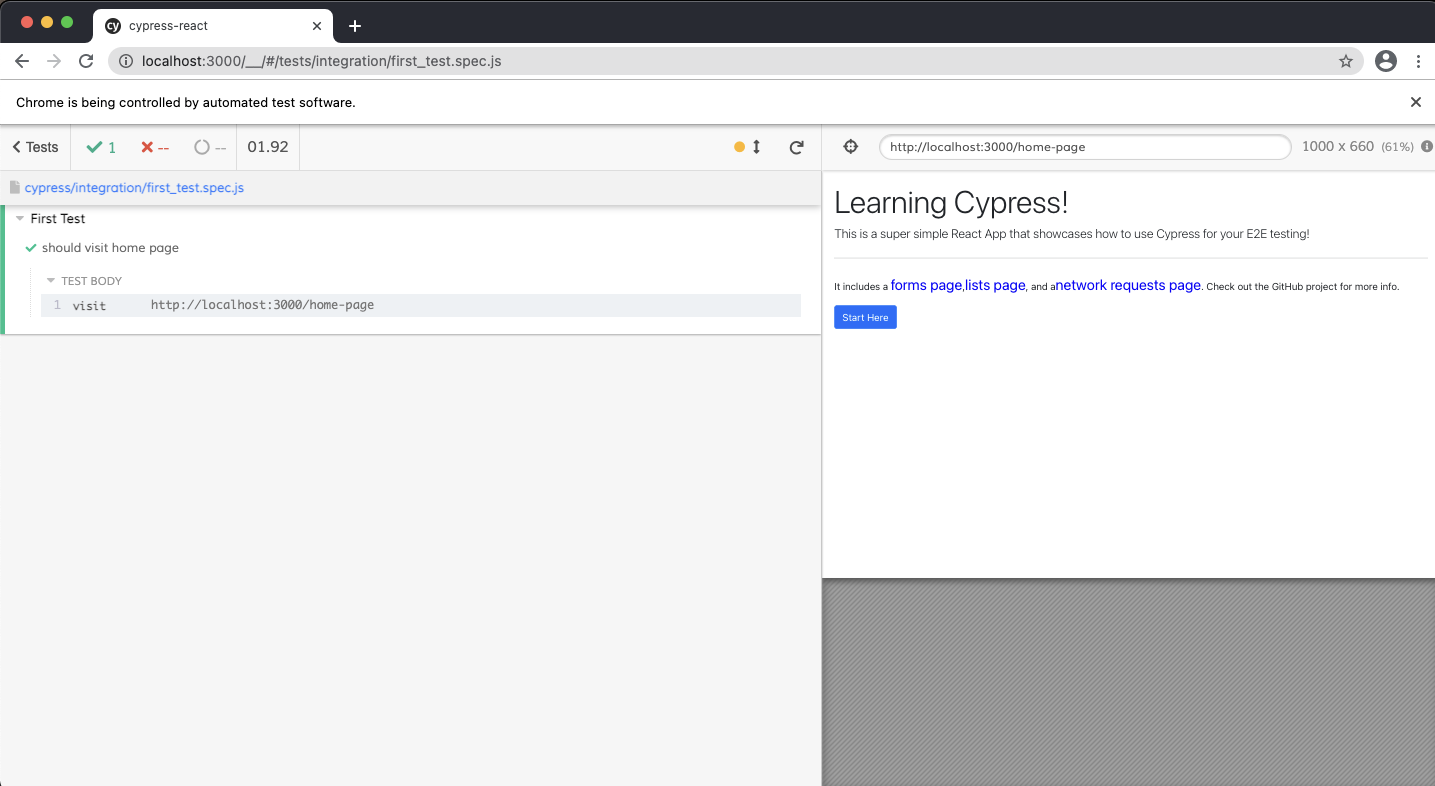 cy cypress-react
localhost:3000/__/#/tests/integration/first_test.spec.js
Chrome is being controlled by automated test software.
Tests 1 -- -- 01.92
http://localhost:3000/home-page 1000 x 660 (61%)
cypress/integration/first_test.spec.js
First Test
should visit home page
TEST BODY
1 visit http://localhost:3000/home-page
Learning Cypress!
This is a super simple React App that showcases how to use Cypress for your E2E testing!
It includes a forms page,lists page, and anetwork requests page. Check out the GitHub project for more info.
Start Here